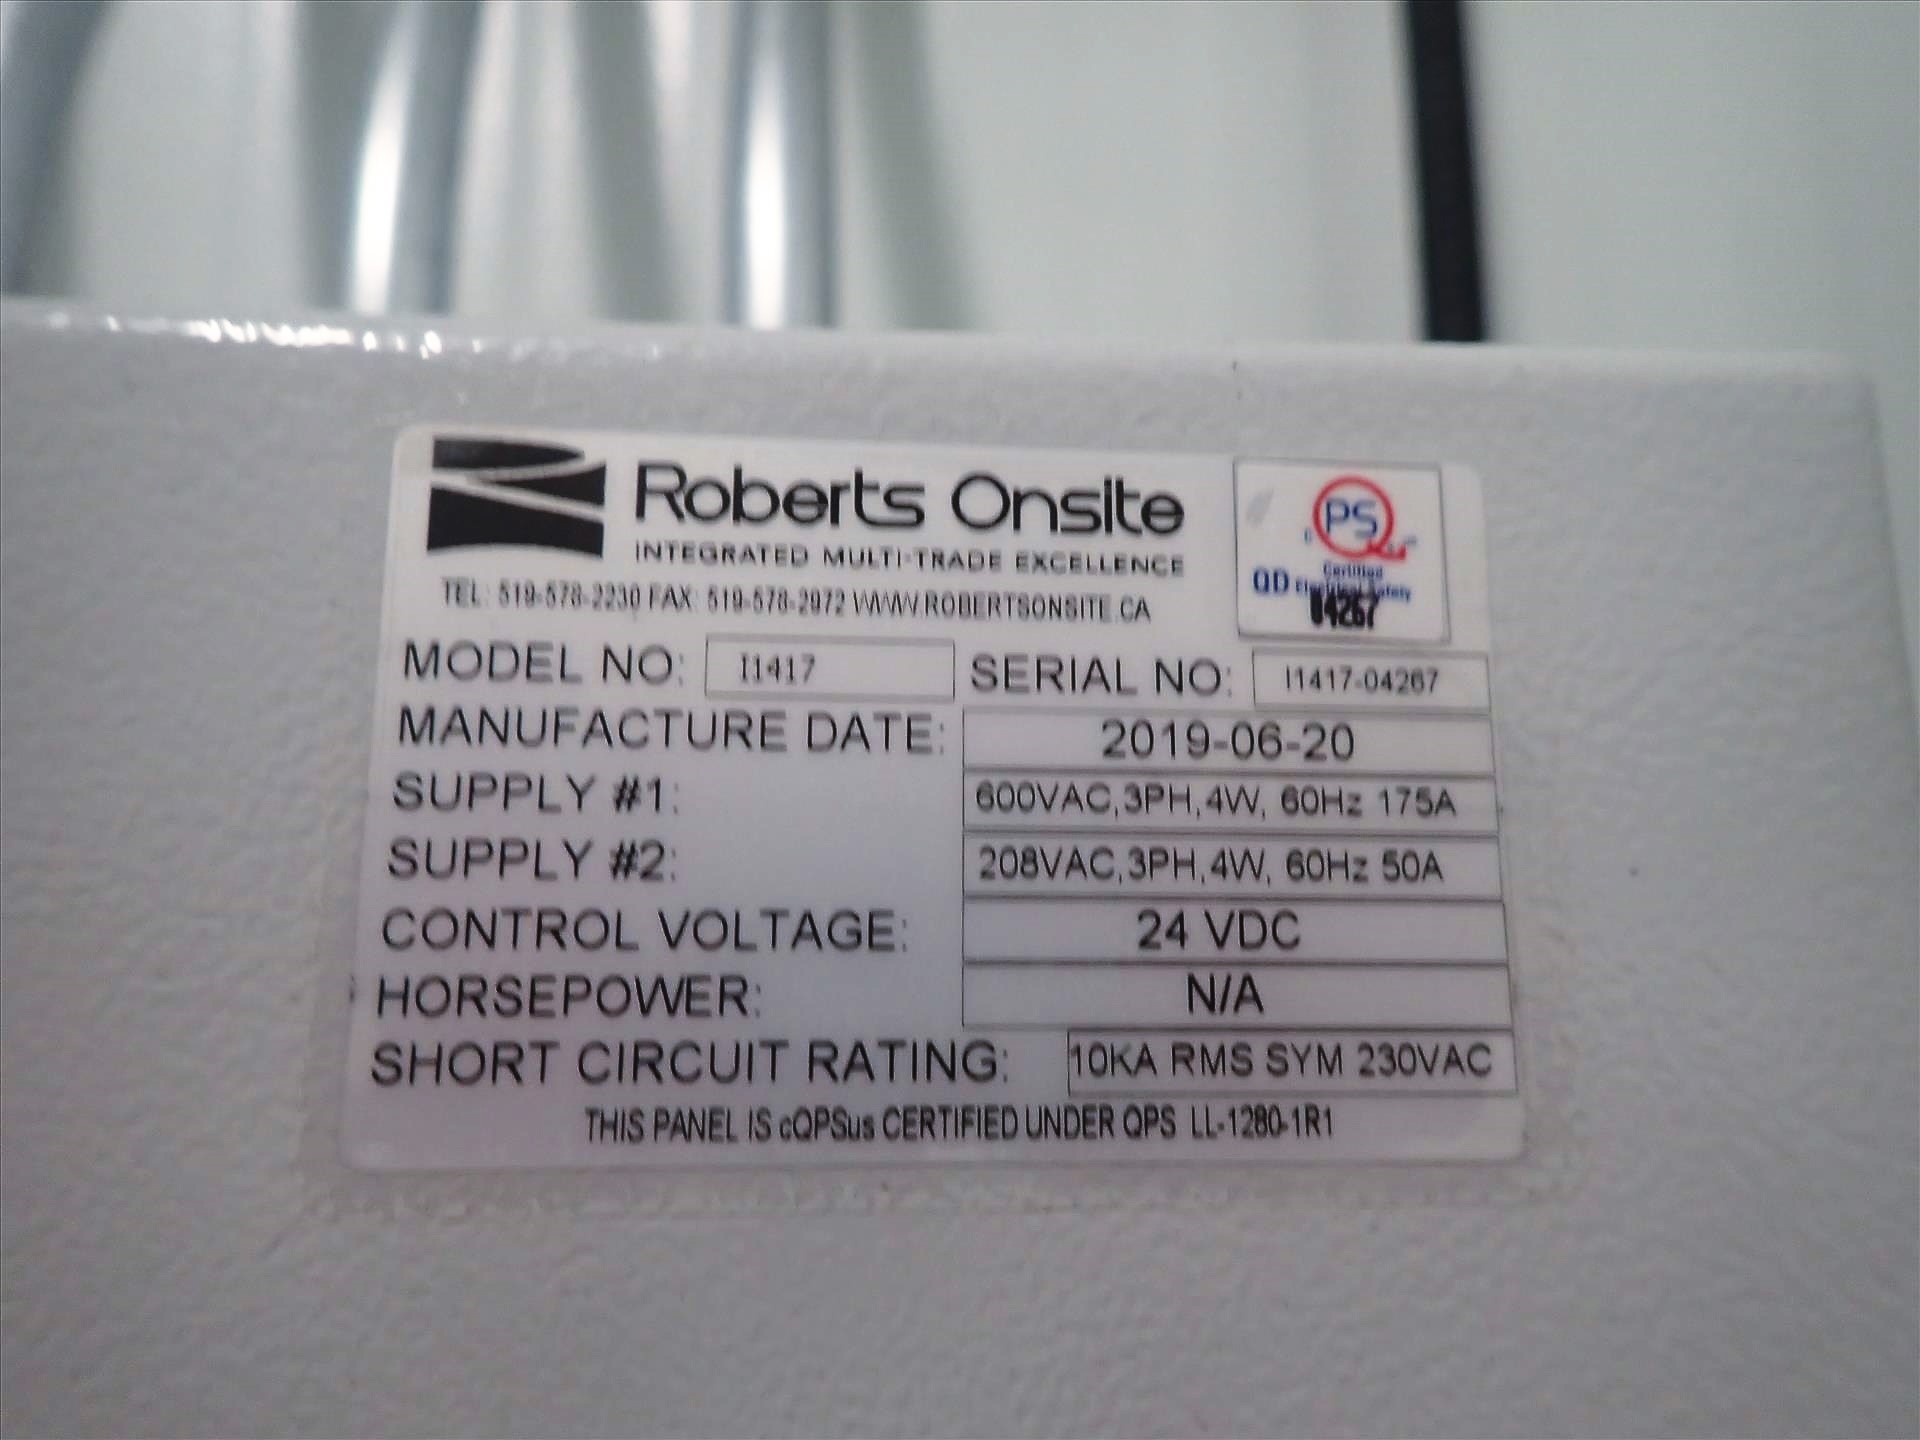 Roberts Onsite
INTEGRATED MULTI-TRADE EXCELLENCE
TEL: 519-578-2230 FAX: 519-578-2972 WWW.ROBERTSONSITE.CA
PS
Certified
QD Electrical Safety
04267
MODEL NO: I1417 SERIAL NO: I1417-04267
MANUFACTURE DATE: 2019-06-20
SUPPLY #1: 600VAC,3PH,4W, 60Hz 175A
SUPPLY #2: 208VAC,3PH,4W, 60Hz 50A
CONTROL VOLTAGE: 24 VDC
HORSEPOWER: N/A
SHORT CIRCUIT RATING: 10KA RMS SYM 230VAC
THIS PANEL IS cQPSus CERTIFIED UNDER QPS LL-1280-1R1